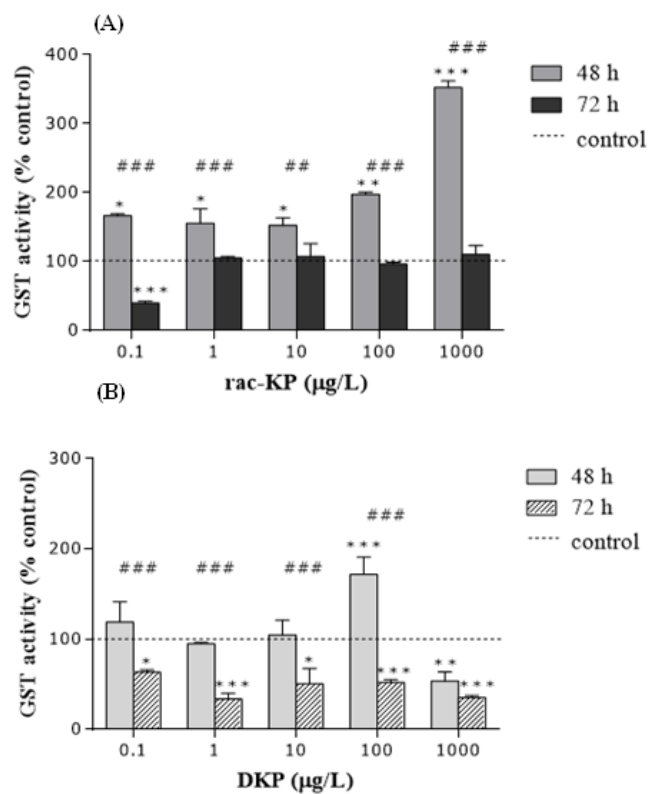 (A)
GST activity (% control)
400
300
200
100
0
###
###
##
###
###
*
***
*
*
**
***
48 h
72 h
control
0.1 1 10 100 1000
rac-KP (µg/L)
(B)
GST activity (% control)
300
200
100
0
###
###
###
###
*
***
*
***
***
**
***
48 h
72 h
control
0.1 1 10 100 1000
DKP (µg/L)